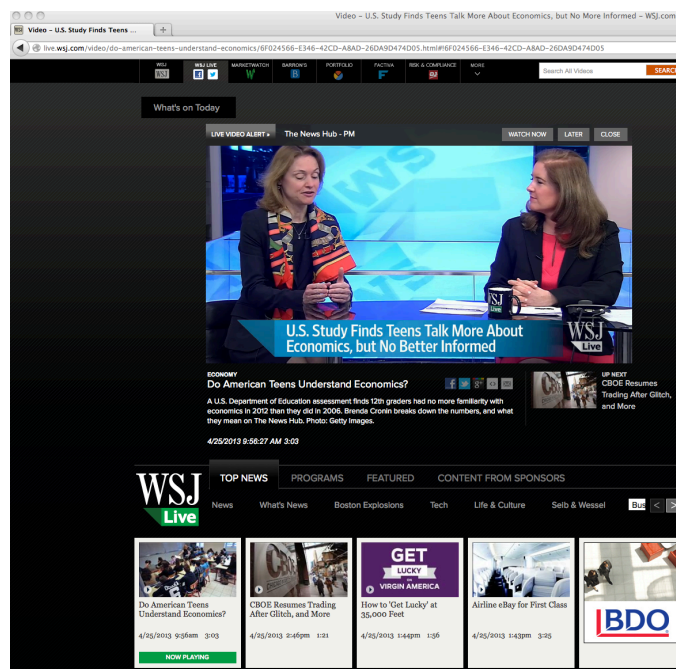 Video – U.S. Study Finds Teens Talk More About Economics, but No More Informed – WSJ.com
Video – U.S. Study Finds Teens ...
live.wsj.com/video/do-american-teens-understand-economics/6F024566-E346-42CD-A8AD-26DA9D474D05.html#!6F024566-E346-42CD-A8AD-26DA9D474D05
WSJ WSJ LIVE MARKETWATCH BARRON'S PORTFOLIO FACTIVA RISK & COMPLIANCE MORE
WSJ
Search All Videos
SEARC
What's on Today
LIVE VIDEO ALERT The News Hub - PM WATCH NOW LATER CLOSE
WSJ
U.S. Study Finds Teens Talk More About
Economics, but No Better Informed
WSJ
Live
ECONOMY
Do American Teens Understand Economics?
A U.S. Department of Education assessment finds 12th graders had no more familiarity with
economics in 2012 than they did in 2006. Brenda Cronin breaks down the numbers, and what
they mean on The News Hub. Photo: Getty Images.
4/25/2013 9:56:27 AM 3:03
UP NEXT
CBOE Resumes
Trading After Glitch,
and More
WSJ
Live
TOP NEWS PROGRAMS FEATURED CONTENT FROM SPONSORS
News What's News Boston Explosions Tech Life & Culture Seib & Wessel Bus
Do American Teens
Understand Economics?
4/25/2013 9:56am 3:03
NOW PLAYING
CBOE Resumes Trading
After Glitch, and More
4/25/2013 2:46pm 1:21
GET
LUCKY
VIRGIN AMERICA
How to 'Get Lucky' at
35,000 Feet
4/25/2013 1:44pm 1:56
Airline eBay for First Class
4/25/2013 1:43pm 3:25
BDO